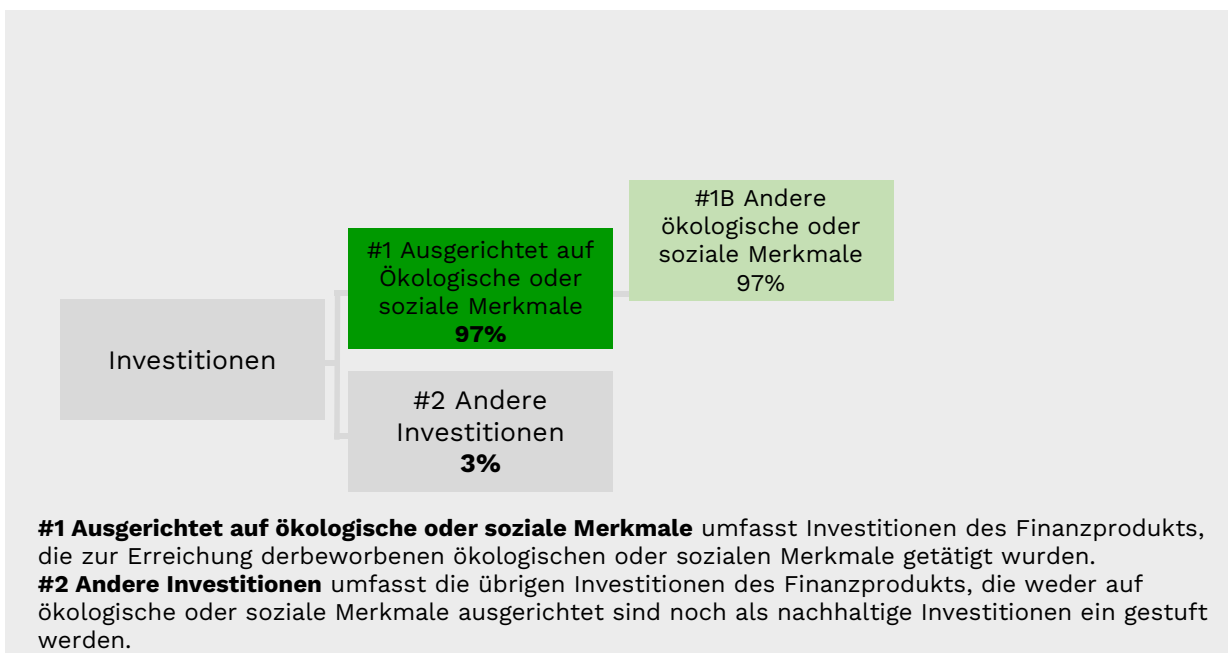 #1B Andere
ökologische oder
soziale Merkmale
97%
#1 Ausgerichtet auf
Ökologische oder
soziale Merkmale
97%
Investitionen
#2 Andere
Investitionen
3%
#1 Ausgerichtet auf ökologische oder soziale Merkmale umfasst Investitionen des Finanzprodukts,
die zur Erreichung derbeworbenen ökologischen oder sozialen Merkmale getätigt wurden.
#2 Andere Investitionen umfasst die übrigen Investitionen des Finanzprodukts, die weder auf
ökologische oder soziale Merkmale ausgerichtet sind noch als nachhaltige Investitionen ein gestuft
werden.